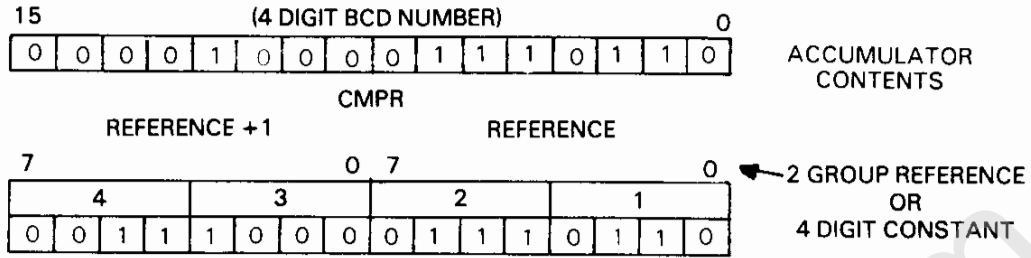 15 (4 DIGIT BCD NUMBER) 0
0 0 0 0 1 0 0 0 0 1 1 1 0 1 1 0
ACCUMULATOR
CONTENTS
CMPR
REFERENCE +1 REFERENCE
7 0 7 0
4 3 2 1
0 0 1 1 1 0 0 0 0 1 1 1 0 1 1 0
2 GROUP REFERENCE
OR
4 DIGIT CONSTANT